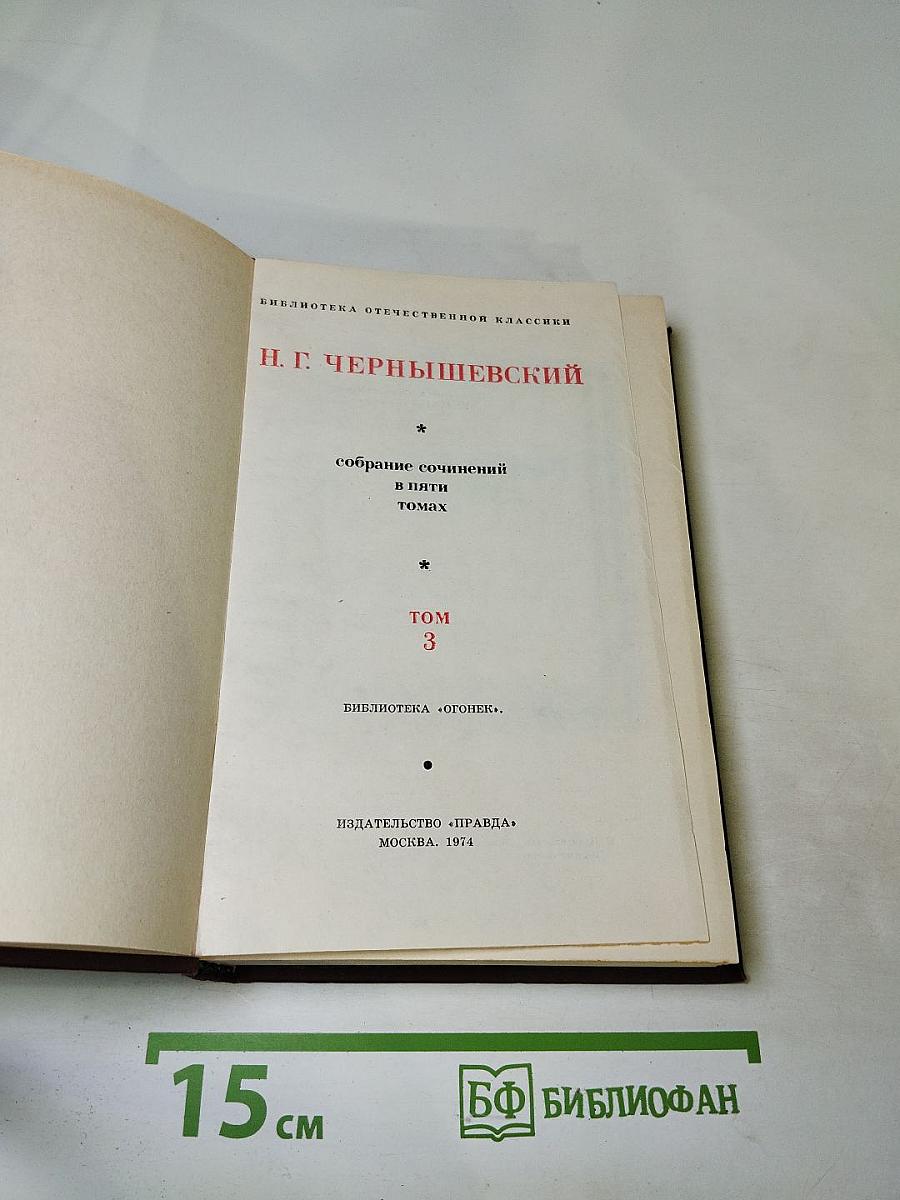 БИБЛИОТЕКА ОТЕЧЕСТВЕННОЙ КЛАССИКИ
Н. Г. ЧЕРНЫШЕВСКИЙ
*
собрание сочинений
в пяти
томах
*
ТОМ
3
БИБЛИОТЕКА «ОГОНЕК».
•
ИЗДАТЕЛЬСТВО «ПРАВДА»
МОСКВА. 1974
15 см
БФ БИБЛИОФАН